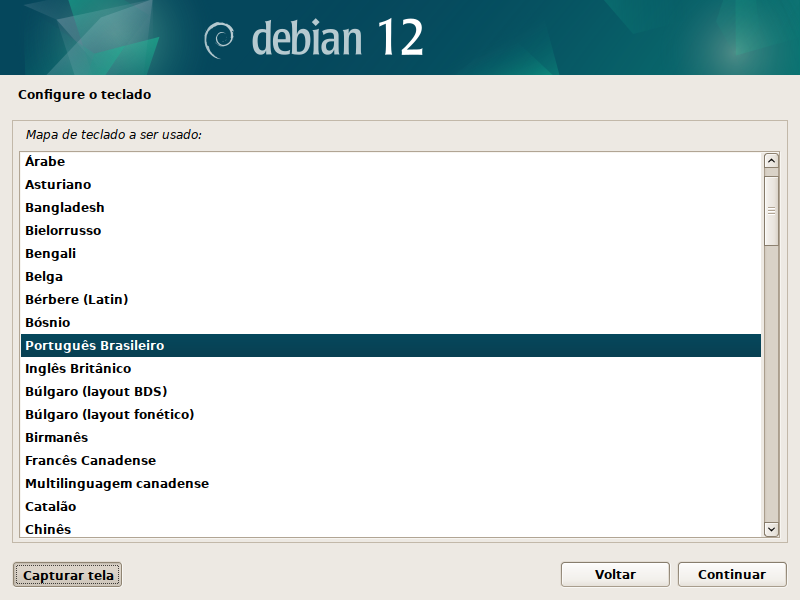 debian 12
Configure o teclado
Mapa de teclado a ser usado:
Árabe
Asturiano
Bangladesh
Bielorrusso
Bengali
Belga
Bérbere (Latin)
Bósnio
Português Brasileiro
Inglês Britânico
Búlgaro (layout BDS)
Búlgaro (layout fonético)
Birmanês
Francês Canadense
Multilinguagem canadense
Catalão
Chinês
Capturar tela
Voltar
Continuar